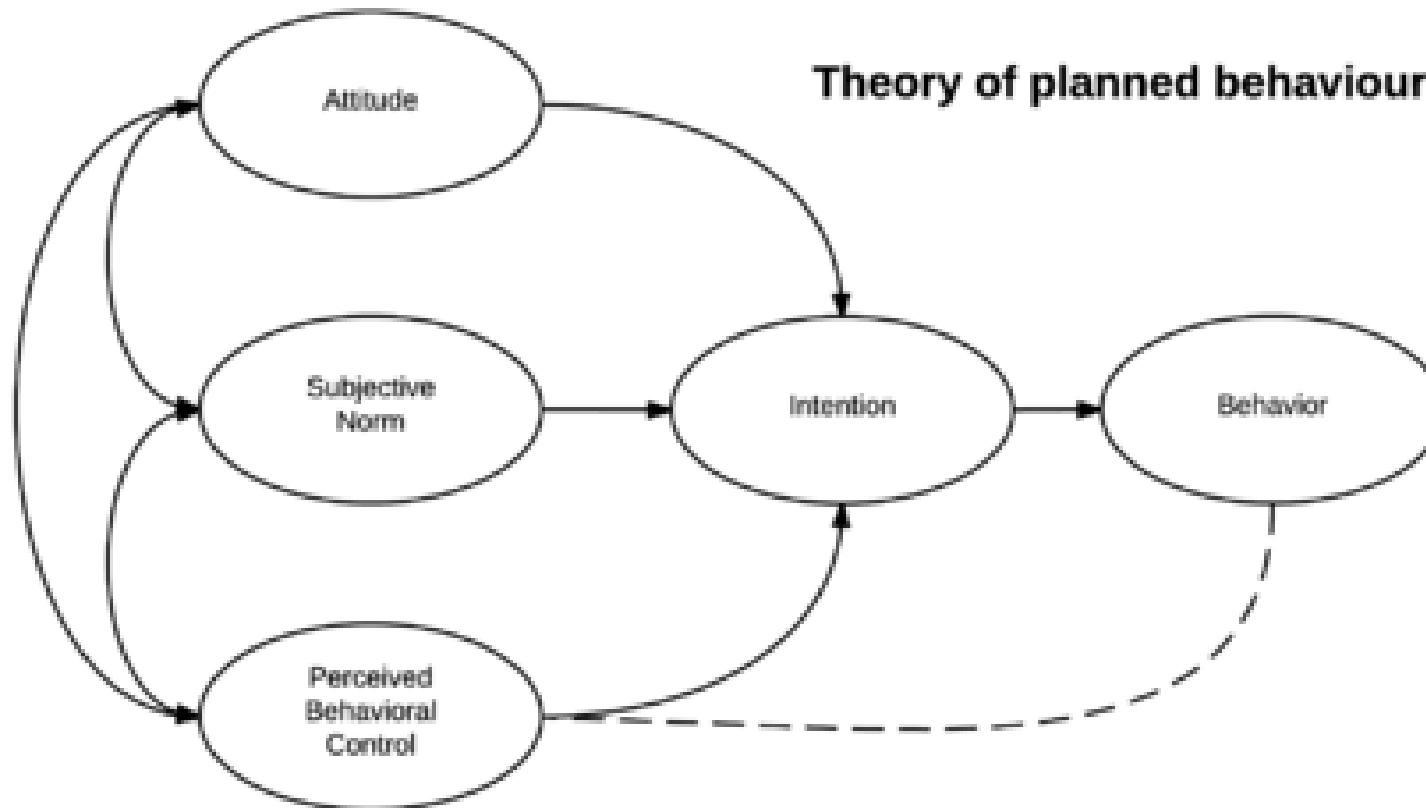 Theory of planned behaviour
Attitude
Subjective
Norm
Intention
Behavior
Perceived
Behavioral
Control